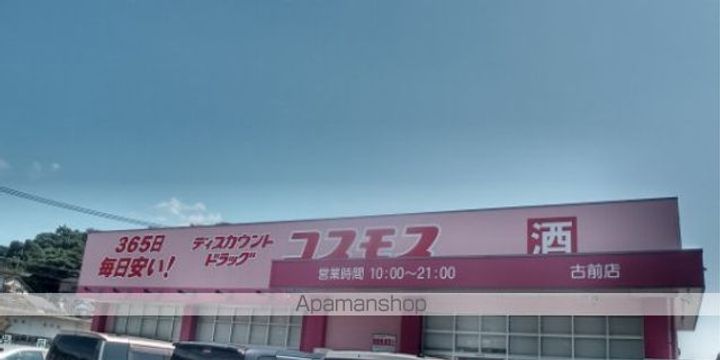 365日
毎日安い!
ディスカウント
ドラッグ
コスモス
酒
営業時間 10:00~21:00
古前店
Apamanshop